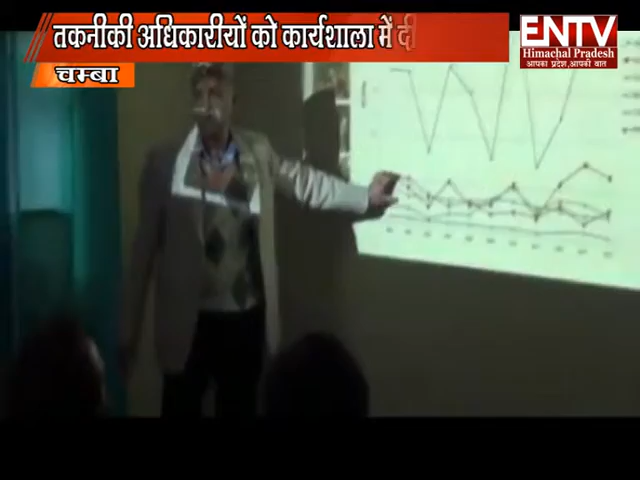 तकनीकी अधिकारीयों को कार्यशाला में दी
चम्बा
ENTV
Himachal Pradesh
आपका प्रदेश,आपकी बात